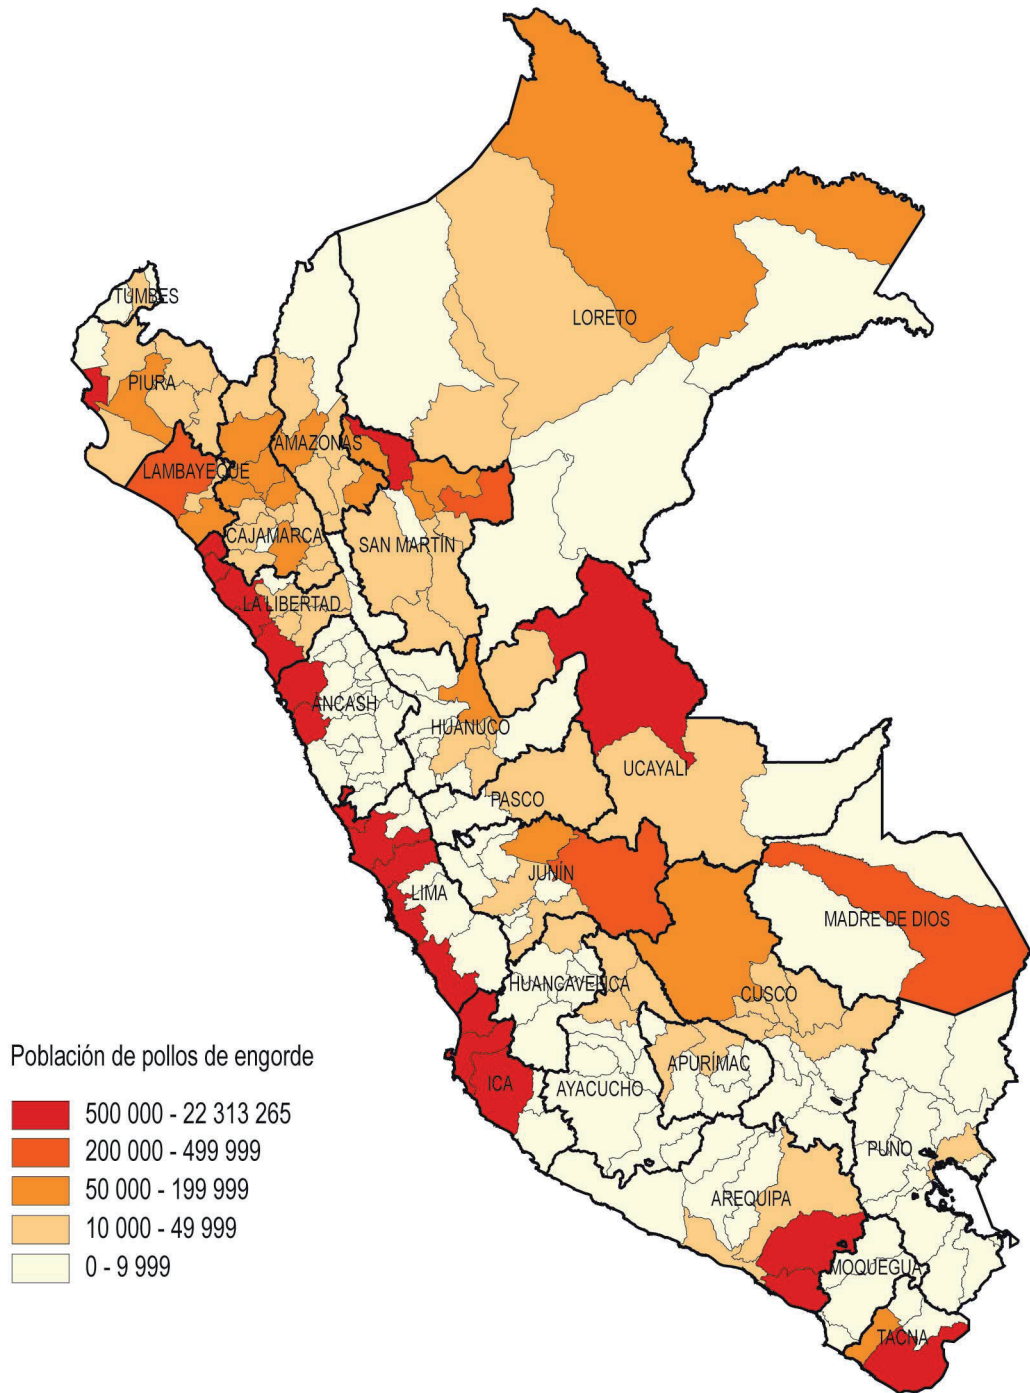 LORETO
TUMBES
PIURA
AMAZONAS
LAMBAYEQUE
CAJAMARCA
SAN MARTÍN
LA LIBERTAD
ANCASH
HUANUCO
UCAYALI
PASCO
JUNÍN
LIMA
MADRE DE DIOS
HUANCAVELICA
CUSCO
Población de pollos de engorde
APURÍMAC
ICA
AYACUCHO
500 000 - 22 313 265
200 000 - 499 999
PUNO
50 000 - 199 999
AREQUIPA
10 000 - 49 999
0 - 9 999
MOQUEGUA
TACNA